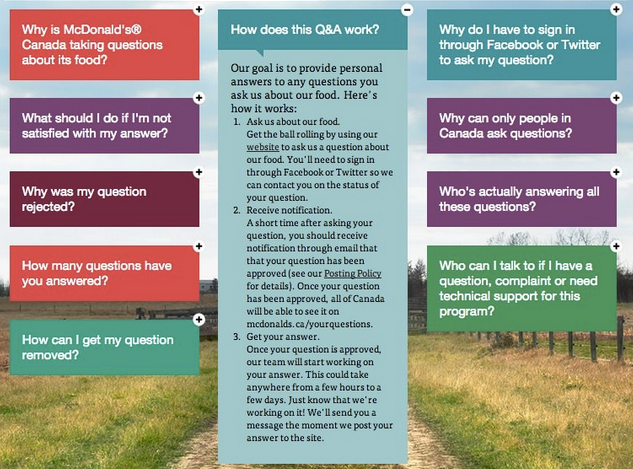 Why is McDonald's®
Canada taking questions
about its food?
What should I do if I'm not
satisfied with my answer?
Why was my question
rejected?
How many questions have
you answered?
How can I get my question
removed?
How does this Q&A work?
Our goal is to provide personal
answers to any questions you
ask us about our food. Here's
how it works:
1. Ask us about our food.
Get the ball rolling by using our
website to ask us a question about
our food. You'll need to sign in
through Facebook or Twitter so we
can contact you on the status of
your question.
2. Receive notification.
A short time after asking your
question, you should receive
notification through email that
that your question has been
approved (see our Posting Policy
for details). Once your question
has been approved, all of Canada
will be able to see it on
mcdonalds.ca/yourquestions.
3. Get your answer.
Once your question is approved,
our team will start working on
your answer. This could take
anywhere from a few hours to a
few days. Just know that we're
working on it! We'll send you a
message the moment we post your
answer to the site.
Why do I have to sign in
through Facebook or Twitter
to ask my question?
Why can only people in
Canada ask questions?
Who's actually answering all
these questions?
Who can I talk to if I have a
question, complaint or need
technical support for this
program?